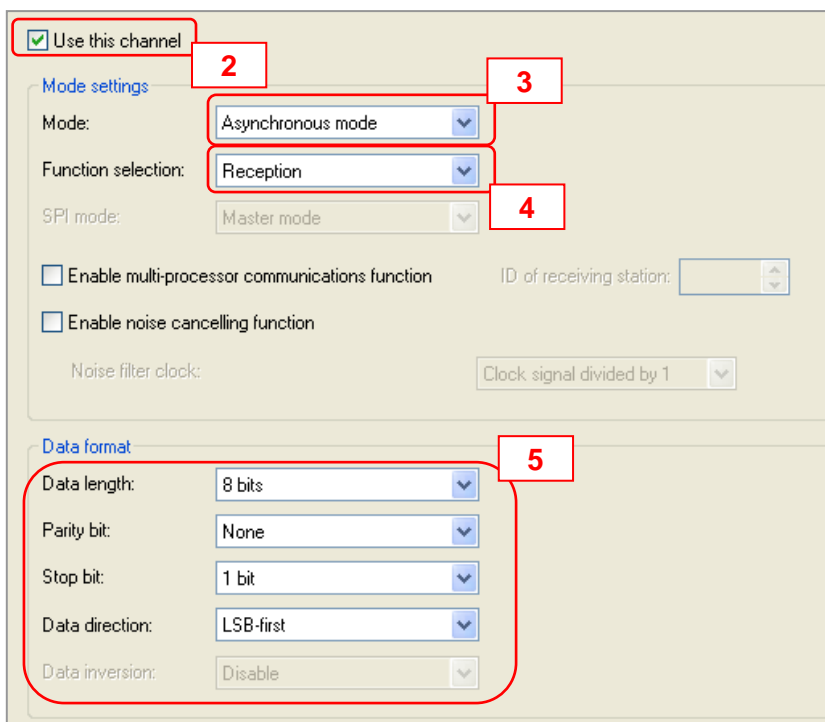 Use this channel
2
Mode settings
3
Mode: Asynchronous mode
Function selection: Reception
4
SPI mode: Master mode
Enable multi-processor communications function ID of receiving station:
Enable noise cancelling function
Noise filter clock: Clock signal divided by 1
Data format
5
Data length: 8 bits
Parity bit: None
Stop bit: 1 bit
Data direction: LSB-first
Data inversion: Disable